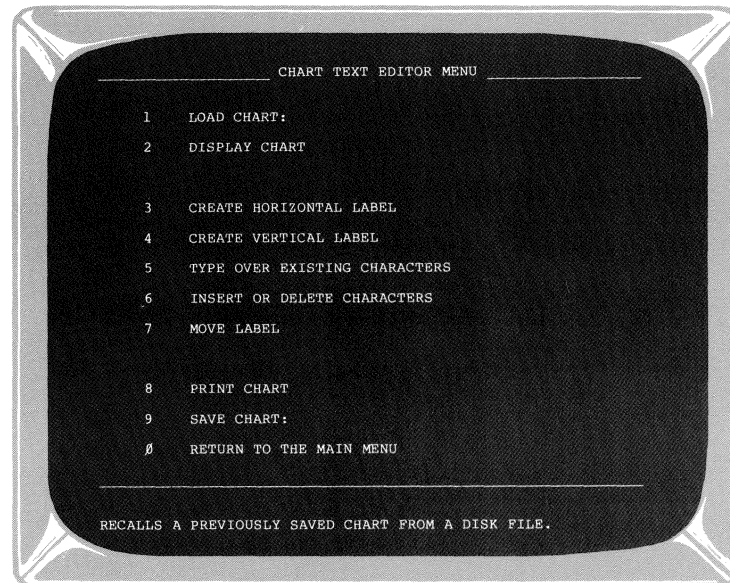 CHART TEXT EDITOR MENU
1 LOAD CHART:
2 DISPLAY CHART
3 CREATE HORIZONTAL LABEL
4 CREATE VERTICAL LABEL
5 TYPE OVER EXISTING CHARACTERS
6 INSERT OR DELETE CHARACTERS
7 MOVE LABEL
8 PRINT CHART
9 SAVE CHART:
Ø RETURN TO THE MAIN MENU
RECALLS A PREVIOUSLY SAVED CHART FROM A DISK FILE.